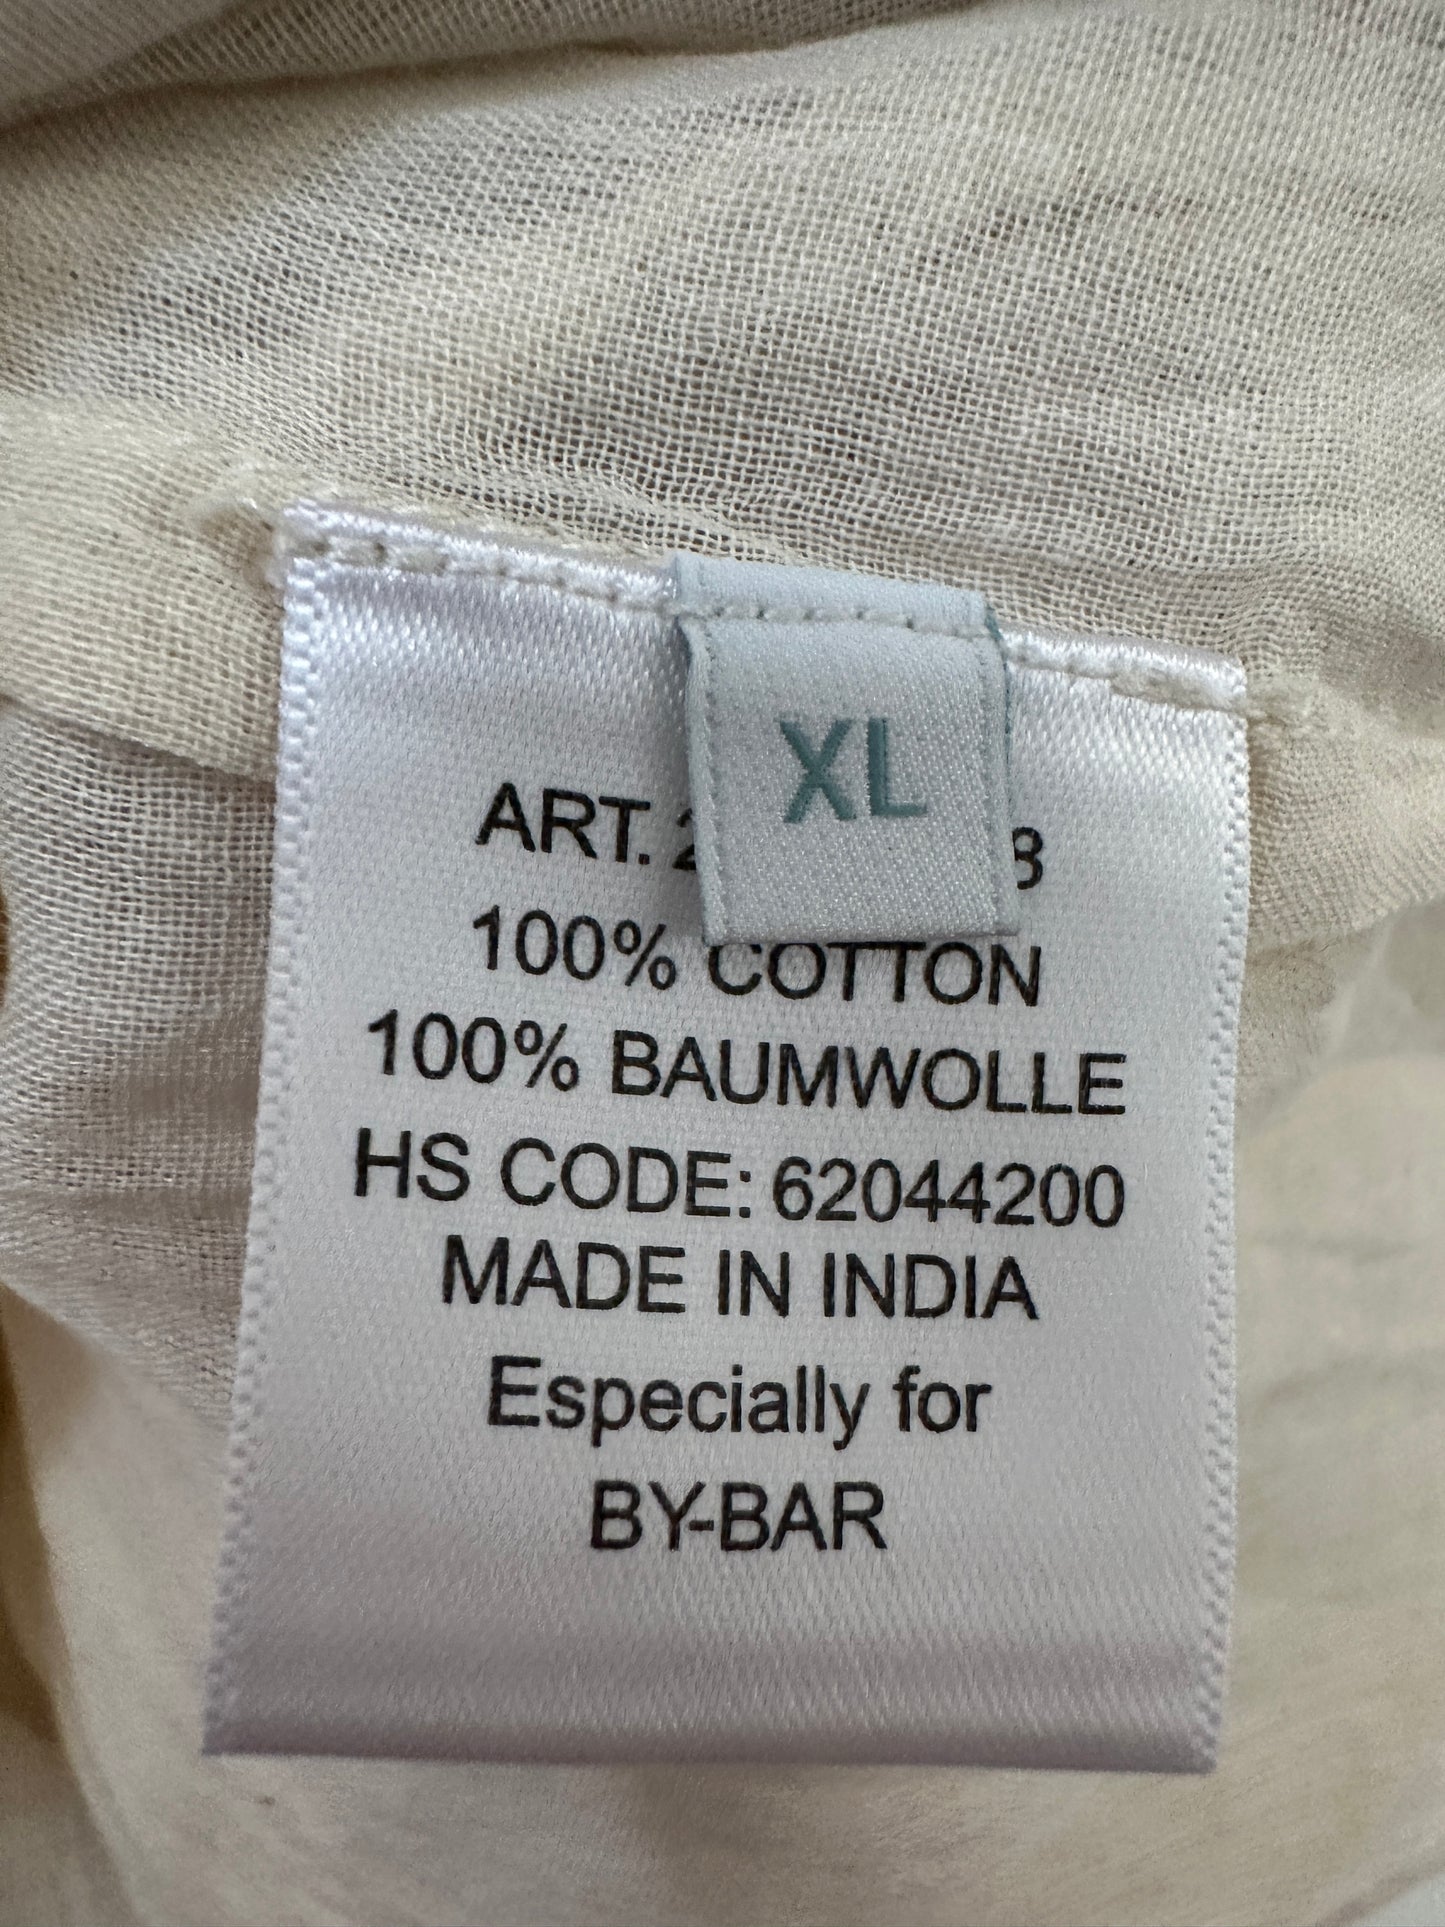 XL
ART.
100% COTTON
100% BAUMWOLLE
HS CODE: 62044200
MADE IN INDIA
Especially for
BY-BAR